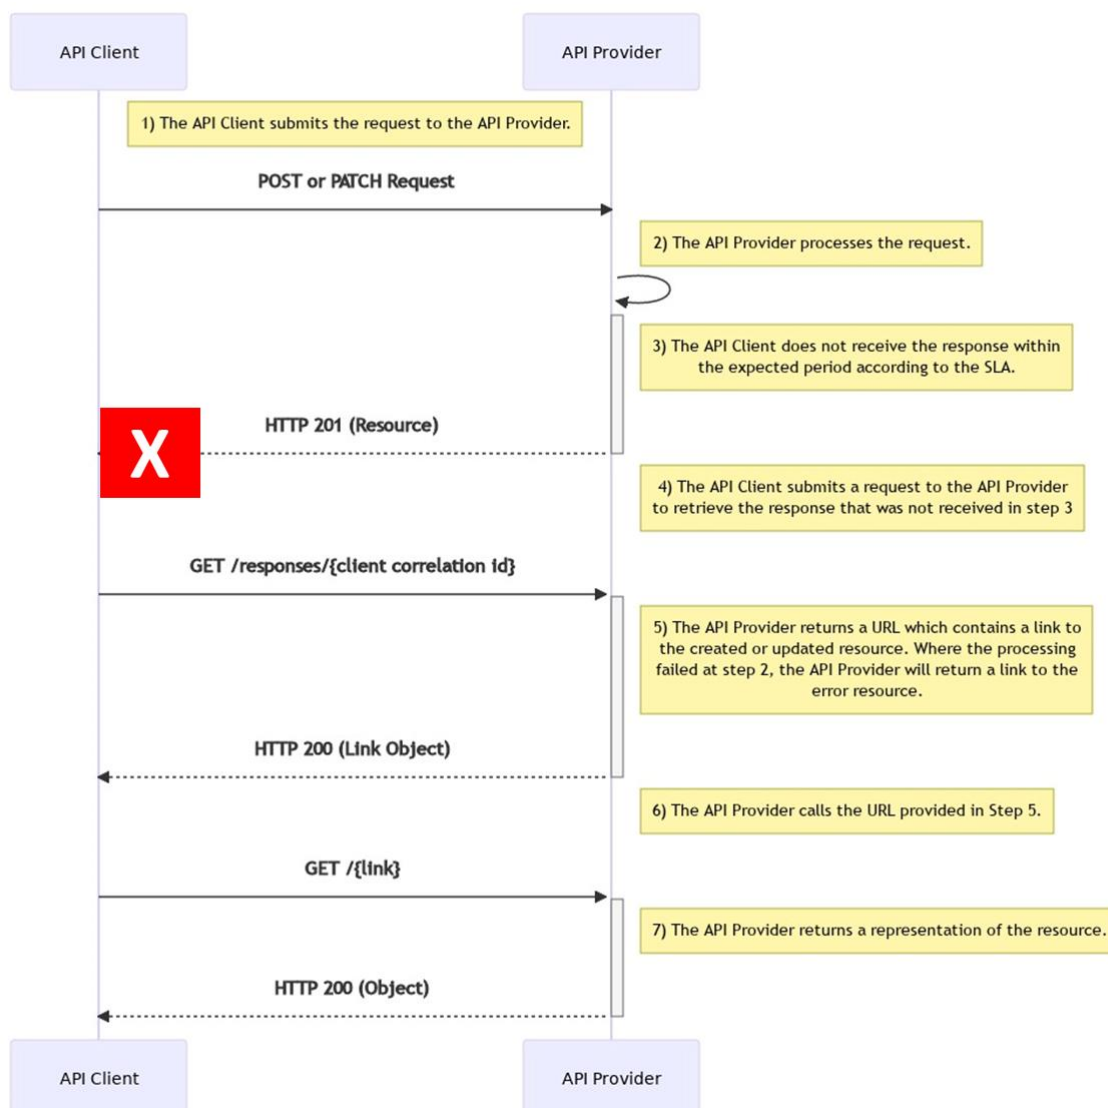 API Client
API Provider
1) The API Client submits the request to the API Provider.
POST or PATCH Request
2) The API Provider processes the request.
3) The API Client does not receive the response within
the expected period according to the SLA.
HTTP 201 (Resource)
X
4) The API Client submits a request to the API Provider
to retrieve the response that was not received in step 3
GET /responses/{client correlation id}
5) The API Provider returns a URL which contains a link to
the created or updated resource. Where the processing
failed at step 2, the API Provider will return a link to the
error resource.
HTTP 200 (Link Object)
6) The API Provider calls the URL provided in Step 5.
GET /{link}
7) The API Provider returns a representation of the resource.
HTTP 200 (Object)
API Client
API Provider